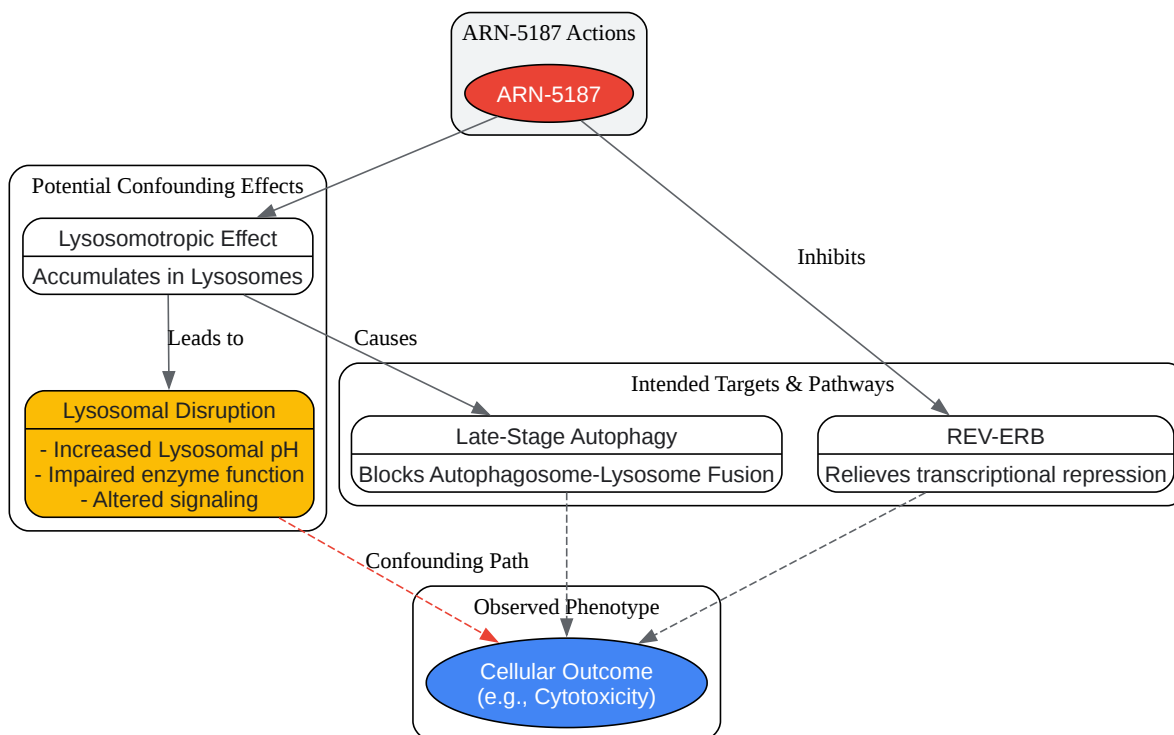 ARN-5187 Actions
ARN-5187
Potential Confounding Effects
Lysosomotropic Effect
Accumulates in Lysosomes
Inhibits
Leads to
Causes
Intended Targets & Pathways
Lysosomal Disruption
- Increased Lysosomal pH
- Impaired enzyme function
- Altered signaling
Late-Stage Autophagy
Blocks Autophagosome-Lysosome Fusion
REV-ERB
Relieves transcriptional repression
Confounding Path
Observed Phenotype
Cellular Outcome
(e.g., Cytotoxicity)